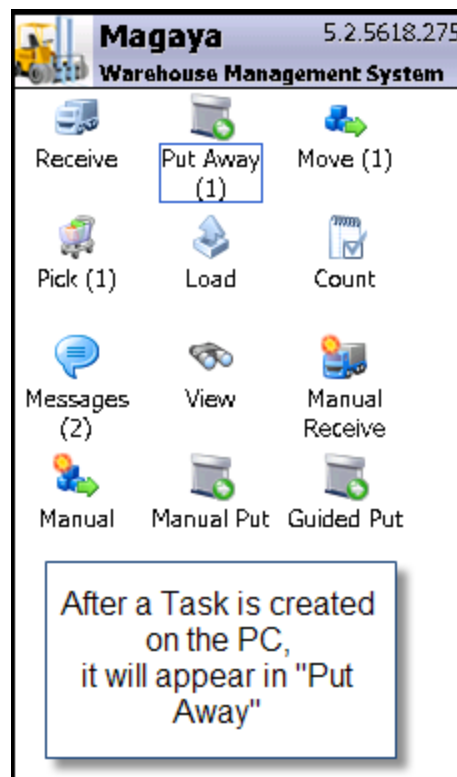 Magaya 5.2.5618.275
Warehouse Management System
Receive
Put Away
(1)
Move (1)
Pick (1)
Load
Count
Messages
(2)
View
Manual
Receive
Manual
Manual Put
Guided Put
After a Task is created
on the PC,
it will appear in "Put
Away"